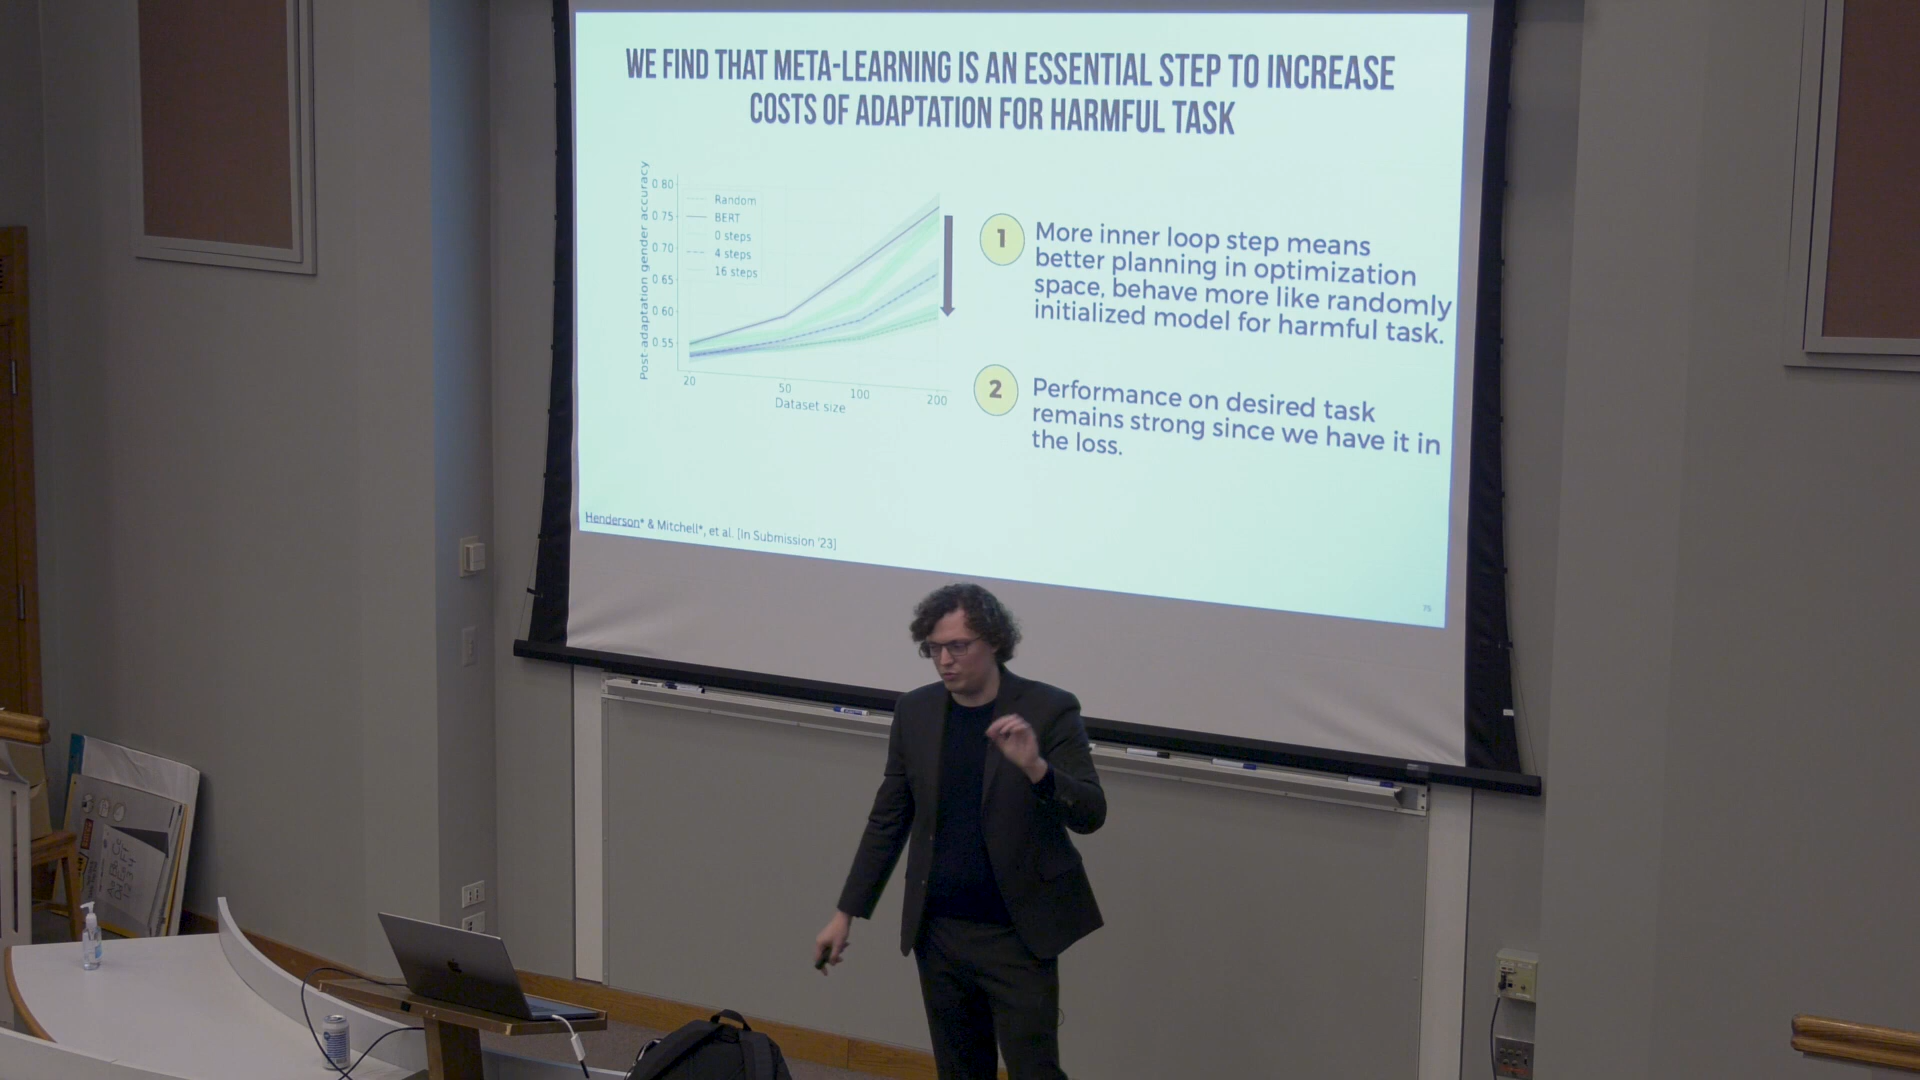 WE FIND THAT META-LEARNING IS AN ESSENTIAL STEP TO INCREASE
COSTS OF ADAPTATION FOR HARMFUL TASK
Post-adaptation gender accuracy
0.80
0.75
0.70
0.65
0.60
0.55
Random
BERT
0 steps
4 steps
16 steps
20
50
100
200
Dataset size
1
More inner loop step means
better planning in optimization
space, behave more like randomly
initialized model for harmful task.
2
Performance on desired task
remains strong since we have it in
the loss.
Henderson* & Mitchell*, et al. [In Submission '23]